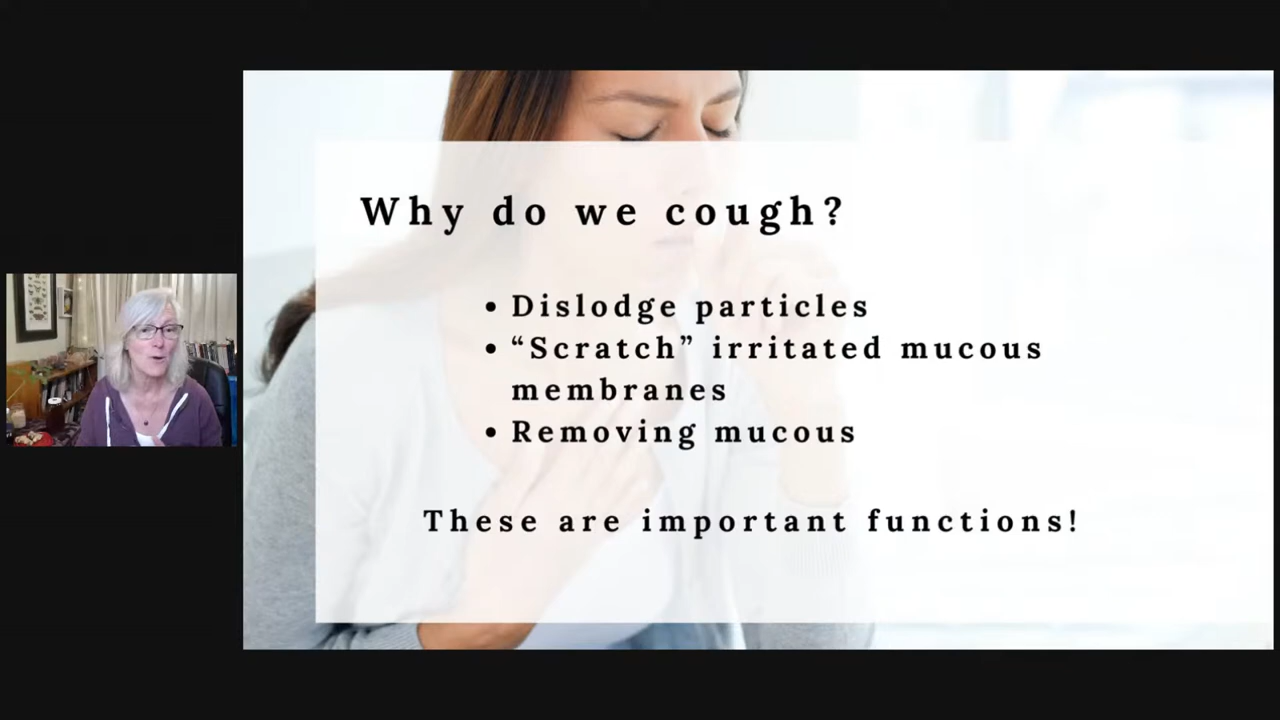 Why do we cough?
• Dislodge particles
• “Scratch” irritated mucous
membranes
• Removing mucous
These are important functions!